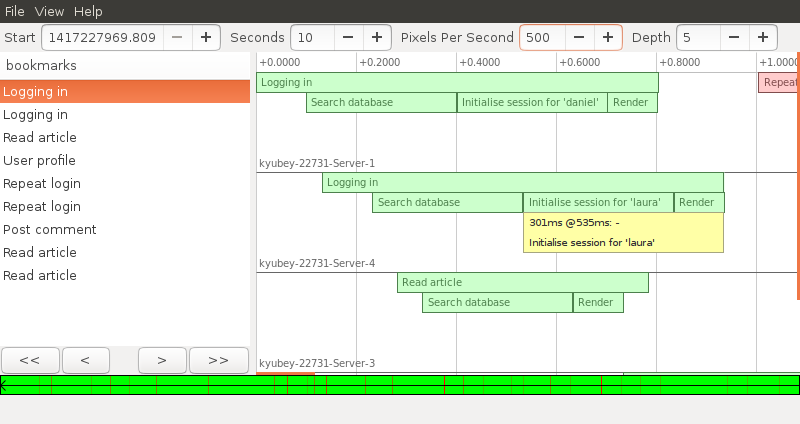 File View Help
Start 1417227969.809 − + Seconds 10 − + Pixels Per Second 500 − + Depth 5 − +
bookmarks
Logging in
Logging in
Read article
User profile
Repeat login
Repeat login
Post comment
Read article
Read article
<< < > >>
+0.0000 +0.2000 +0.4000 +0.6000 +0.8000 +1.0000
Logging in Repeat
Search database Initialise session for 'daniel' Render
kyubey-22731-Server-1
Logging in
Search database Initialise session for 'laura' Render
301ms @535ms: -
Initialise session for 'laura'
kyubey-22731-Server-4
Read article
Search database Render
kyubey-22731-Server-3